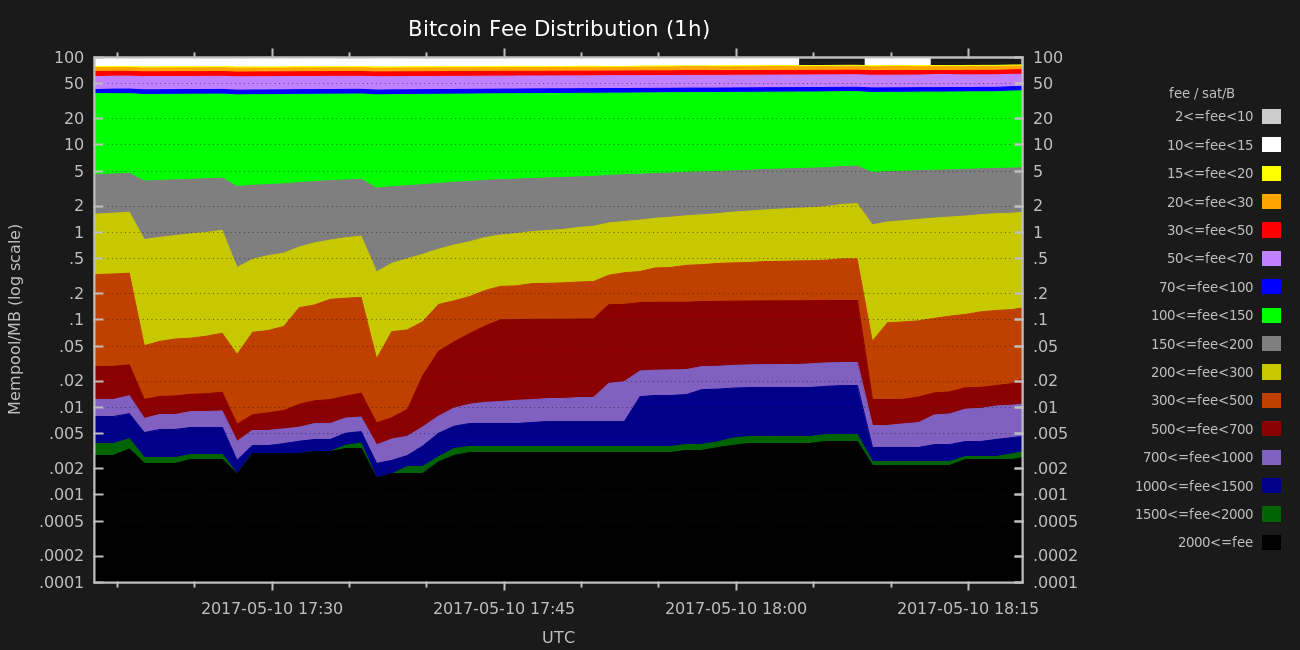 Bitcoin Fee Distribution (1h)
Mempool/MB (log scale)
100
50
20
10
5
2
1
.5
.2
.1
.05
.02
.01
.005
.002
.001
.0005
.0002
.0001
100
50
20
10
5
2
1
.5
.2
.1
.05
.02
.01
.005
.002
.001
.0005
.0002
.0001
2017-05-10 17:30
2017-05-10 17:45
2017-05-10 18:00
2017-05-10 18:15
UTC
fee / sat/B
2<=fee<10
10<=fee<15
15<=fee<20
20<=fee<30
30<=fee<50
50<=fee<70
70<=fee<100
100<=fee<150
150<=fee<200
200<=fee<300
300<=fee<500
500<=fee<700
700<=fee<1000
1000<=fee<1500
1500<=fee<2000
2000<=fee